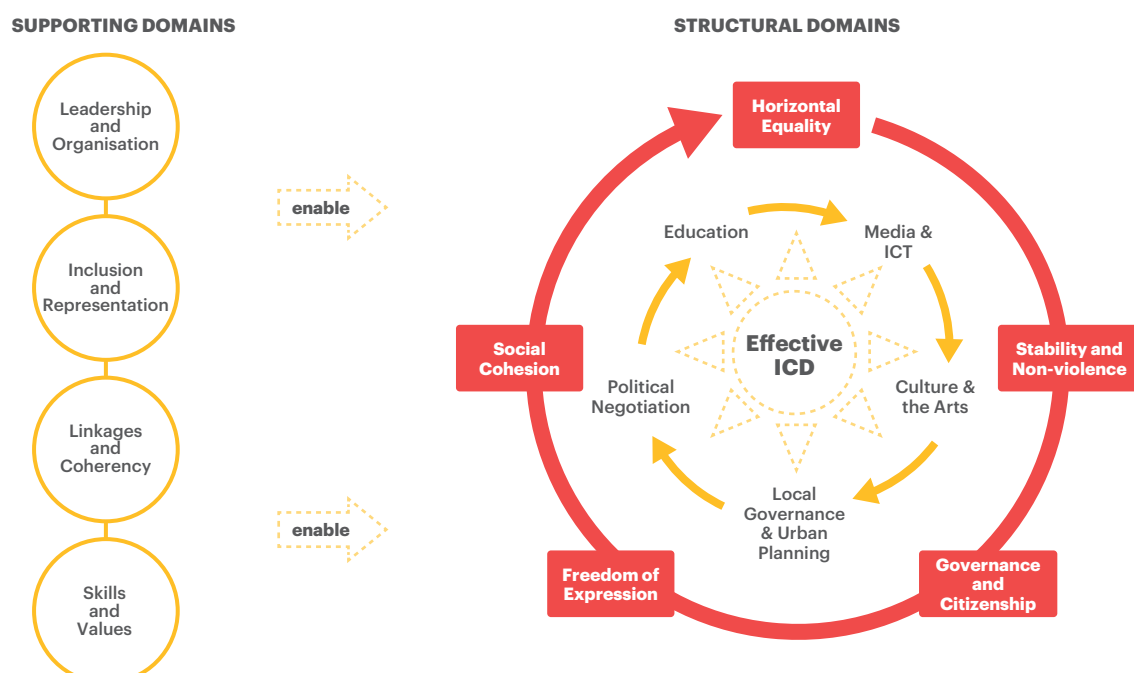 SUPPORTING DOMAINS
Leadership
and
Organisation
Inclusion
and
Representation
Linkages
and
Coherency
Skills
and
Values
enable
enable
STRUCTURAL DOMAINS
Horizontal
Equality
Stability and
Non-violence
Governance
and
Citizenship
Freedom of
Expression
Social
Cohesion
Education
Media &
ICT
Culture &
the Arts
Local
Governance
& Urban
Planning
Political
Negotiation
Effective
ICD